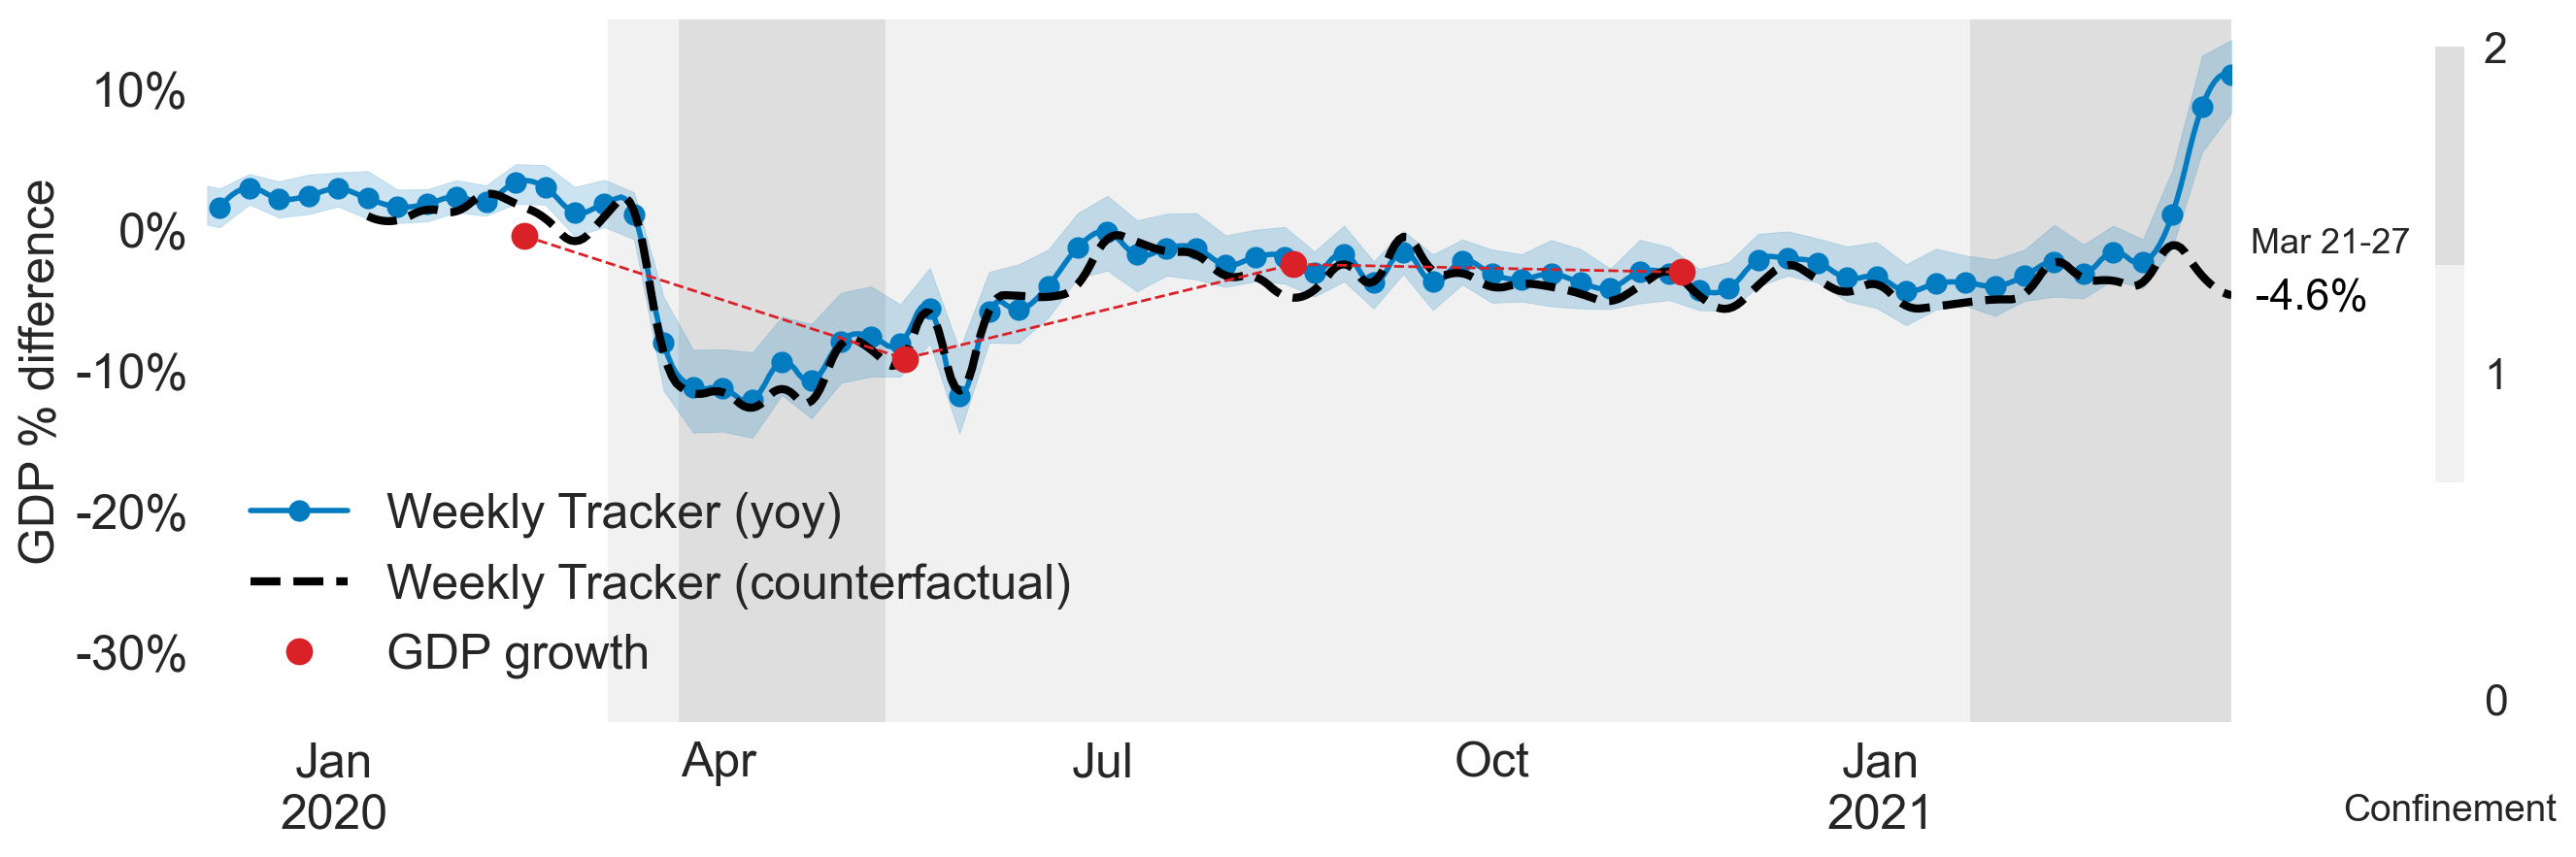 GDP % difference
10%
0%
-10%
-20%
-30%
Weekly Tracker (yoy)
Weekly Tracker (counterfactual)
GDP growth
Jan
2020
Apr
Jul
Oct
Jan
2021
Mar 21-27
-4.6%
2
1
0
Confinement